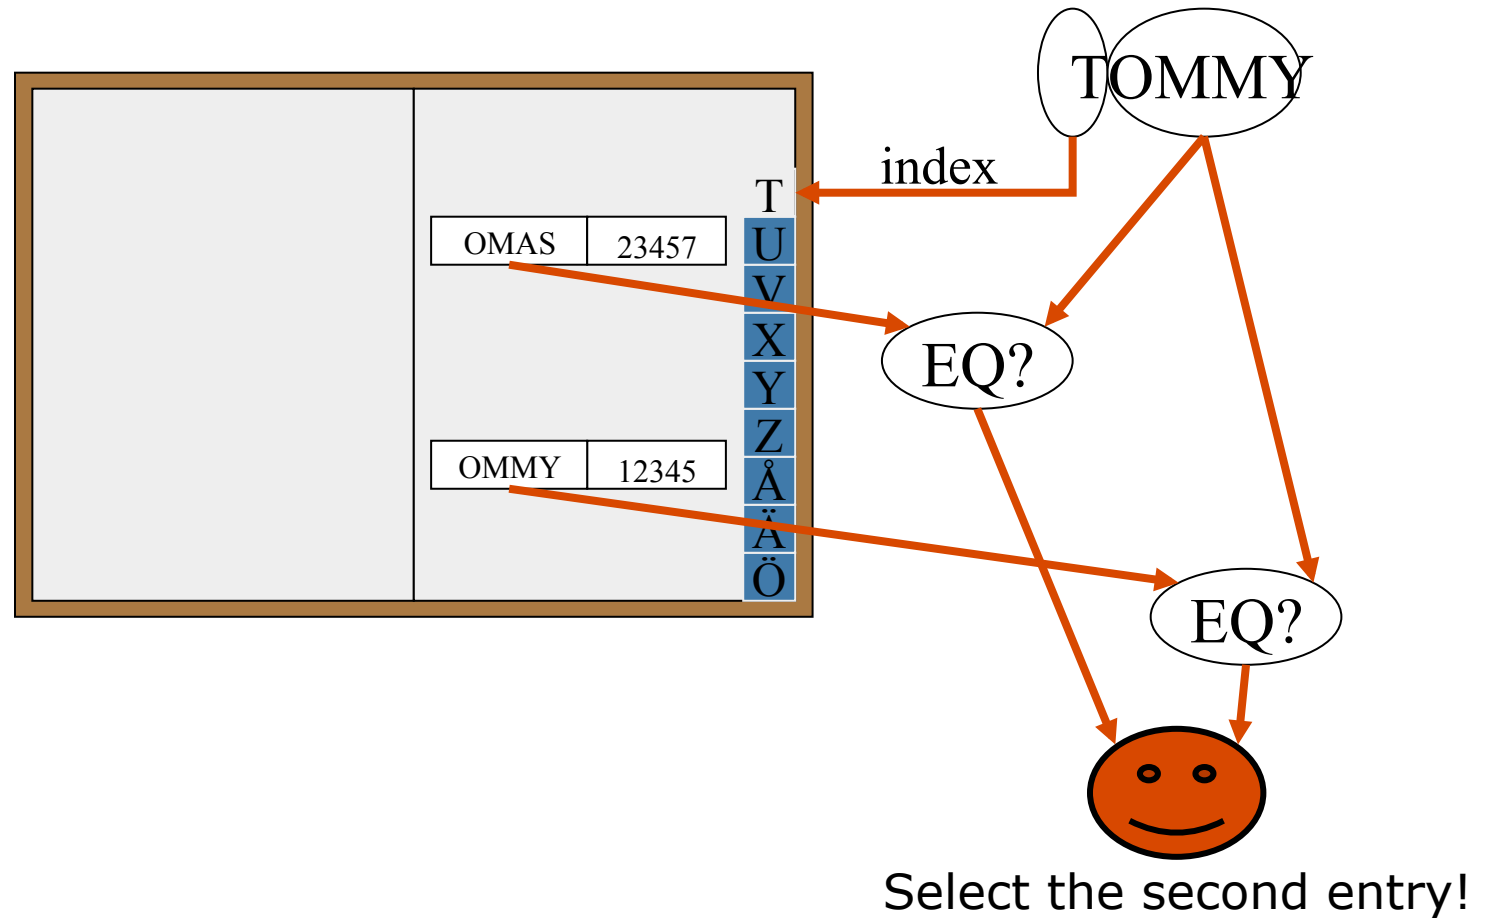 TOMMY
index
T
OMAS 23457
U
V
X
Y
Z
OMMY 12345
Å
Ä
Ö
EQ?
EQ?
Select the second entry!